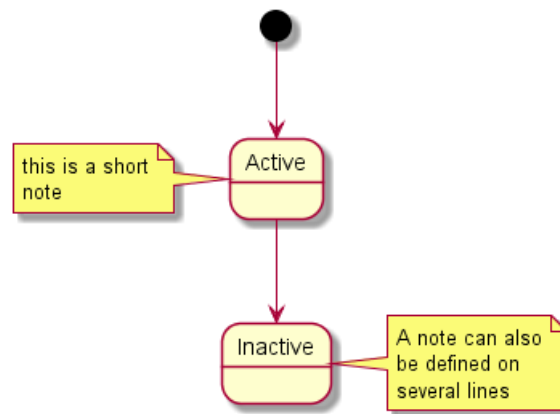 Active
this is a short
note
Inactive
A note can also
be defined on
several lines